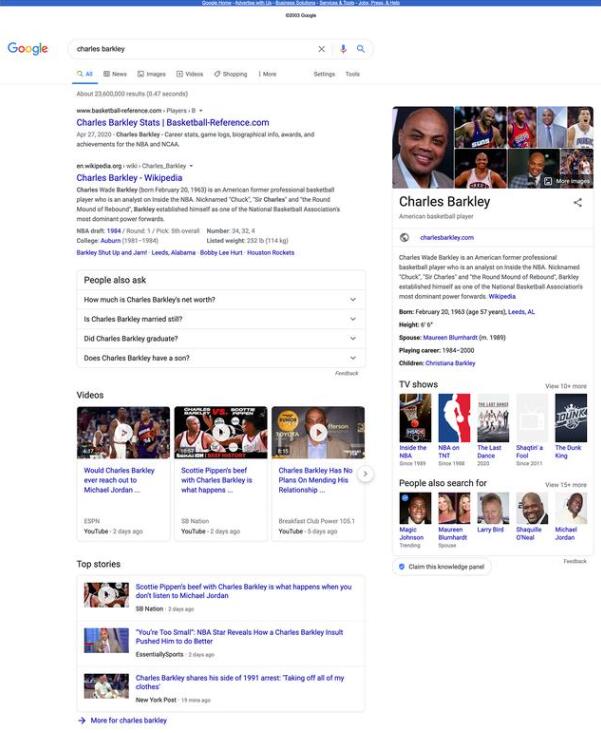 Google Home - Advertise with Us - Business Solutions - Services & Tools - Jobs, Press, & Help
©2003 Google
Google
charles barkley
All News Images Videos Shopping More Settings Tools
About 23,600,000 results (0.47 seconds)
www.basketball-reference.com › Players › B
Charles Barkley Stats | Basketball-Reference.com
Apr 27, 2020 - Charles Barkley - Career stats, game logs, biographical info, awards, and
achievements for the NBA and NCAA.
en.wikipedia.org › wiki › Charles_Barkley
Charles Barkley - Wikipedia
Charles Wade Barkley (born February 20, 1963) is an American former professional basketball
player who is an analyst on Inside the NBA. Nicknamed "Chuck", "Sir Charles" and "the Round
Mound of Rebound", Barkley established himself as one of the National Basketball Association's
most dominant power forwards.
NBA draft: 1984 / Round: 1 / Pick: 5th overall Number: 34, 32, 4
College: Auburn (1981–1984) Listed weight: 252 lb (114 kg)
Barkley Shut Up and Jam! · Leeds, Alabama · Bobby Lee Hurt · Houston Rockets
People also ask
How much is Charles Barkley's net worth?
Is Charles Barkley married still?
Did Charles Barkley graduate?
Does Charles Barkley have a son?
Feedback
Videos
CHARLES BARKLEY VS. SCOTTIE PIPPEN
BEEF HISTORY
4:37
10:57
8:15
Would Charles Barkley
ever reach out to
Michael Jordan ...
ESPN
YouTube - 2 days ago
Scottie Pippen's beef
with Charles Barkley is
what happens ...
SB Nation
YouTube - 2 days ago
Charles Barkley Has No
Plans On Mending His
Relationship ...
Breakfast Club Power 105.1
YouTube - 5 days ago
Top stories
Scottie Pippen's beef with Charles Barkley is what happens when you
don't listen to Michael Jordan
SB Nation · 2 days ago
"You're Too Small": NBA Star Reveals How a Charles Barkley Insult
Pushed Him to do Better
EssentiallySports · 2 days ago
Charles Barkley shares his side of 1991 arrest: 'Taking off all of my
clothes'
New York Post · 19 mins ago
More for charles barkley
More images
Charles Barkley
American basketball player
charlesbarkley.com
Charles Wade Barkley is an American former professional
basketball player who is an analyst on Inside the NBA. Nicknamed
"Chuck", "Sir Charles" and "the Round Mound of Rebound", Barkley
established himself as one of the National Basketball Association's
most dominant power forwards. Wikipedia
Born: February 20, 1963 (age 57 years), Leeds, AL
Height: 6′ 6″
Spouse: Maureen Blumhardt (m. 1989)
Playing career: 1984–2000
Children: Christiana Barkley
TV shows View 10+ more
Inside the
NBA
Since 1989
NBA on
TNT
Since 1988
The Last
Dance
2020
Shaqtin' a
Fool
Since 2011
The Dunk
King
People also search for View 15+ more
Magic
Johnson
Trending
Maureen
Blumhardt
Spouse
Larry Bird
Shaquille
O'Neal
Michael
Jordan
Feedback
Claim this knowledge panel